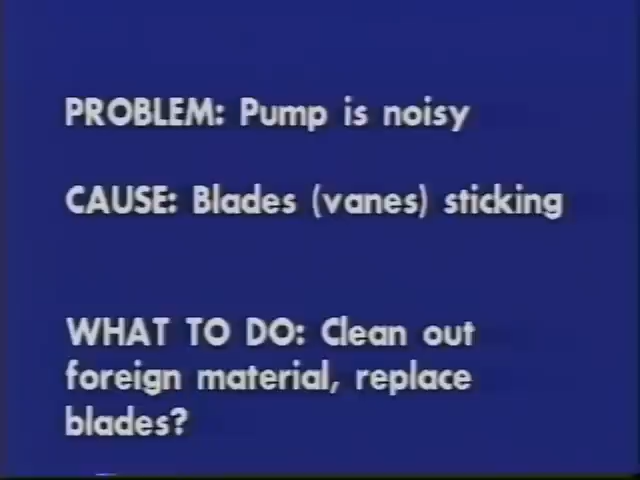 PROBLEM: Pump is noisy
CAUSE: Blades (vanes) sticking
WHAT TO DO: Clean out
foreign material, replace
blades?